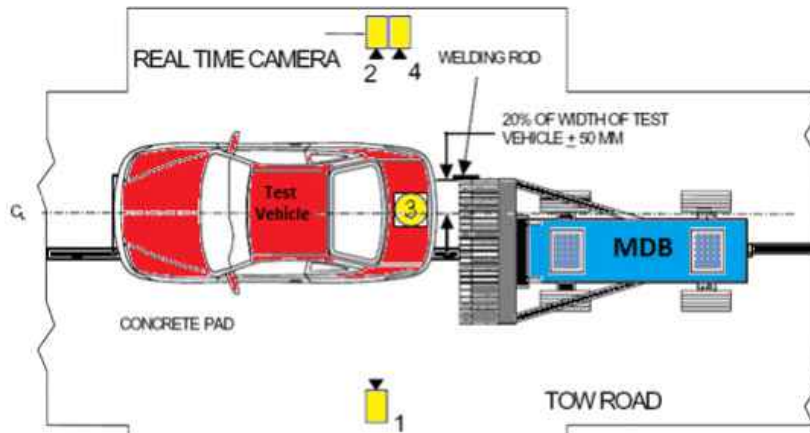 REAL TIME CAMERA
2
4
WELDING ROD
20% OF WIDTH OF TEST
VEHICLE ± 50 MM
Test
Vehicle
3
CL
MDB
CONCRETE PAD
1
TOW ROAD